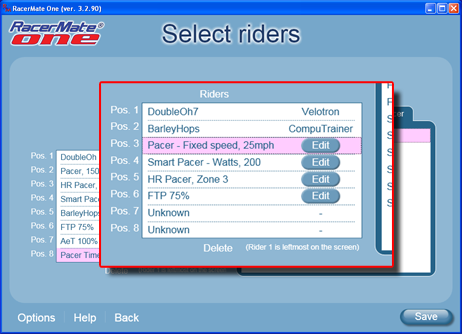 RacerMate One (ver. 3.2.90)
RacerMate
one
Select riders
Riders
Pos. 1 DoubleOh7 Velotron
Pos. 2 BarleyHops CompuTrainer
Pos. 3 Pacer - Fixed speed, 25mph Edit
Pos. 4 Smart Pacer - Watts, 200 Edit
Pos. 5 HR Pacer, Zone 3 Edit
Pos. 6 FTP 75% Edit
Pos. 7 Unknown -
Pos. 8 Unknown -
Delete (Rider 1 is leftmost on the screen)
Pos. 1 DoubleOh
Pos. 2 Pacer, 150
Pos. 3 HR Pacer,
Pos. 4 Smart Pace
Pos. 5 BarleyHops
Pos. 6 FTP 75%
Pos. 7 AeT 100%
Pos. 8 Pacer Time
Options Help Back Save